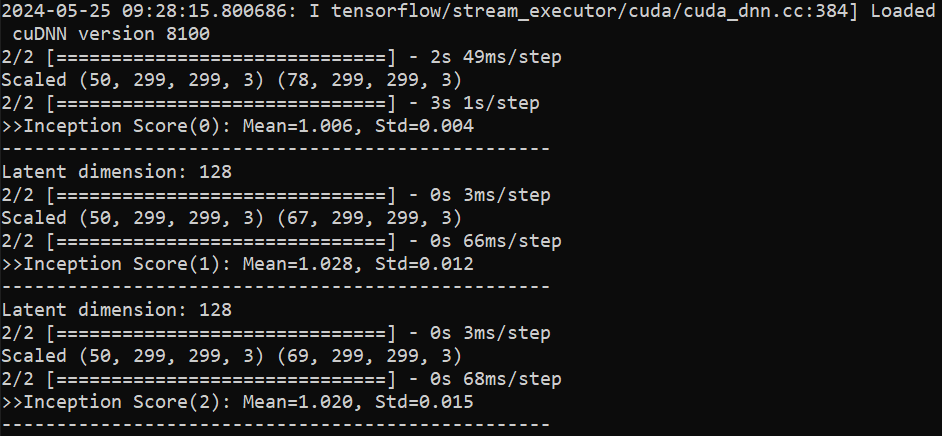 2024-05-25 09:28:15.800686: I tensorflow/stream_executor/cuda/cuda_dnn.cc:384] Loaded
 cuDNN version 8100
2/2 [==============================] - 2s 49ms/step
Scaled (50, 299, 299, 3) (78, 299, 299, 3)
2/2 [==============================] - 3s 1s/step
>>Inception Score(0): Mean=1.006, Std=0.004
--------------------------------------------------
Latent dimension: 128
2/2 [==============================] - 0s 3ms/step
Scaled (50, 299, 299, 3) (67, 299, 299, 3)
2/2 [==============================] - 0s 66ms/step
>>Inception Score(1): Mean=1.028, Std=0.012
--------------------------------------------------
Latent dimension: 128
2/2 [==============================] - 0s 3ms/step
Scaled (50, 299, 299, 3) (69, 299, 299, 3)
2/2 [==============================] - 0s 68ms/step
>>Inception Score(2): Mean=1.020, Std=0.015
--------------------------------------------------